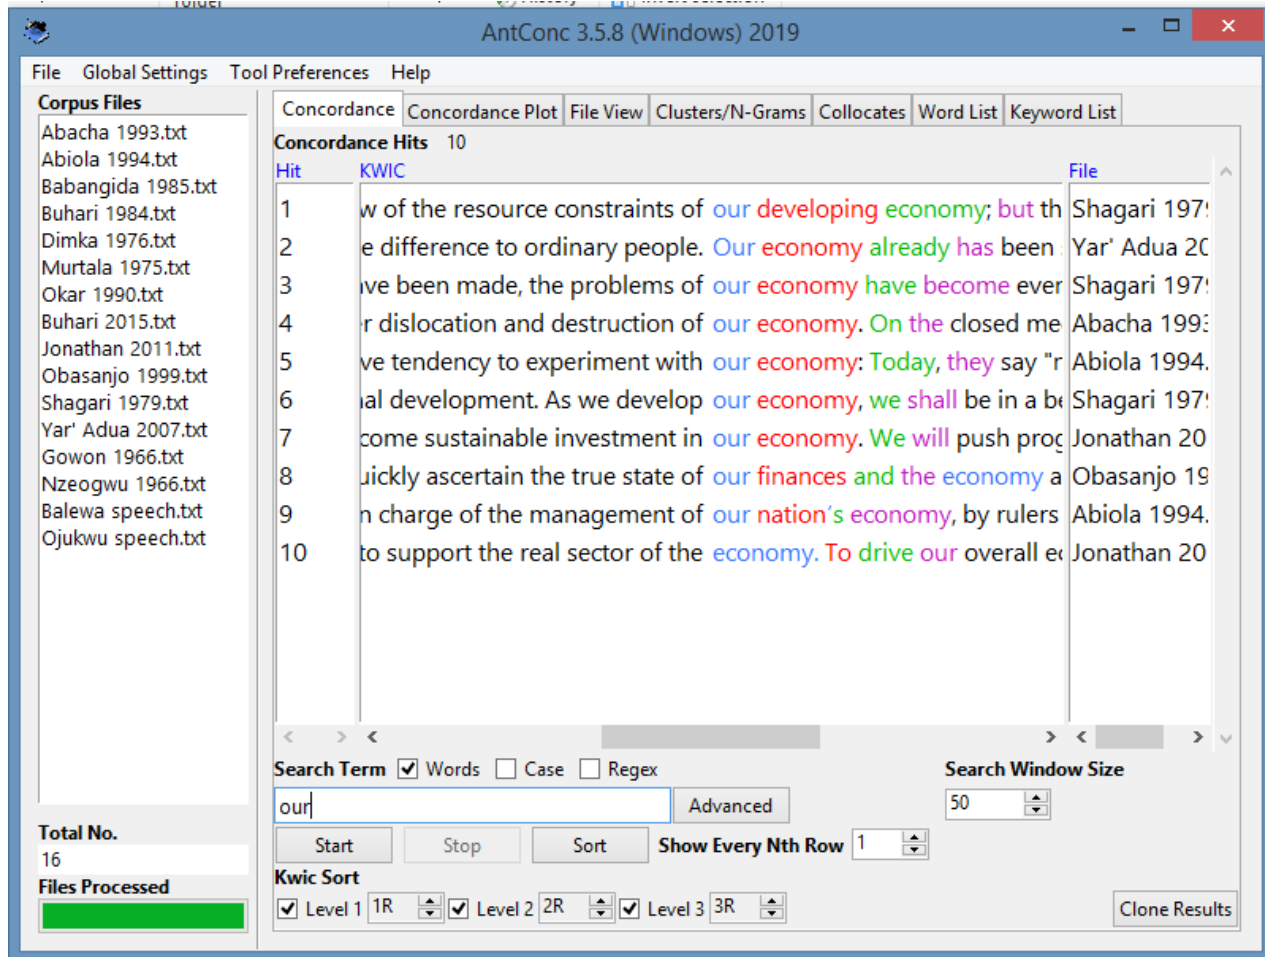 AntConc 3.5.8 (Windows) 2019
File Global Settings Tool Preferences Help
Corpus Files
Abacha 1993.txt
Abiola 1994.txt
Babangida 1985.txt
Buhari 1984.txt
Dimka 1976.txt
Murtala 1975.txt
Okar 1990.txt
Buhari 2015.txt
Jonathan 2011.txt
Obasanjo 1999.txt
Shagari 1979.txt
Yar' Adua 2007.txt
Gowon 1966.txt
Nzeogwu 1966.txt
Balewa speech.txt
Ojukwu speech.txt
Total No.
16
Files Processed
Concordance Concordance Plot File View Clusters/N-Grams Collocates Word List Keyword List
Concordance Hits 10
Hit KWIC File
1 w of the resource constraints of our developing economy; but th Shagari 197
2 e difference to ordinary people. Our economy already has been Yar' Adua 20
3 ve been made, the problems of our economy have become ever Shagari 197
4 r dislocation and destruction of our economy. On the closed me Abacha 199
5 ve tendency to experiment with our economy: Today, they say "r Abiola 1994.
6 al development. As we develop our economy, we shall be in a be Shagari 197
7 come sustainable investment in our economy. We will push prog Jonathan 20
8 uickly ascertain the true state of our finances and the economy a Obasanjo 19
9 n charge of the management of our nation's economy, by rulers Abiola 1994.
10 to support the real sector of the economy. To drive our overall ec Jonathan 20
Search Term Words Case Regex Search Window Size
our Advanced 50
Start Stop Sort Show Every Nth Row 1
Kwic Sort
Level 1 1R Level 2 2R Level 3 3R Clone Results